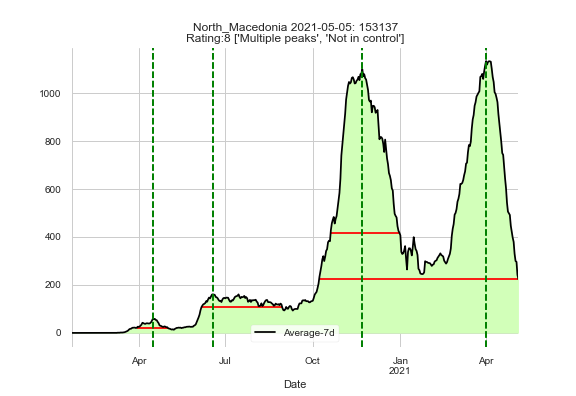 North_Macedonia 2021-05-05: 153137
Rating:8 ['Multiple peaks', 'Not in control']
1000
800
600
400
200
0
Average-7d
Apr
Jul
Oct
Jan
2021
Apr
Date